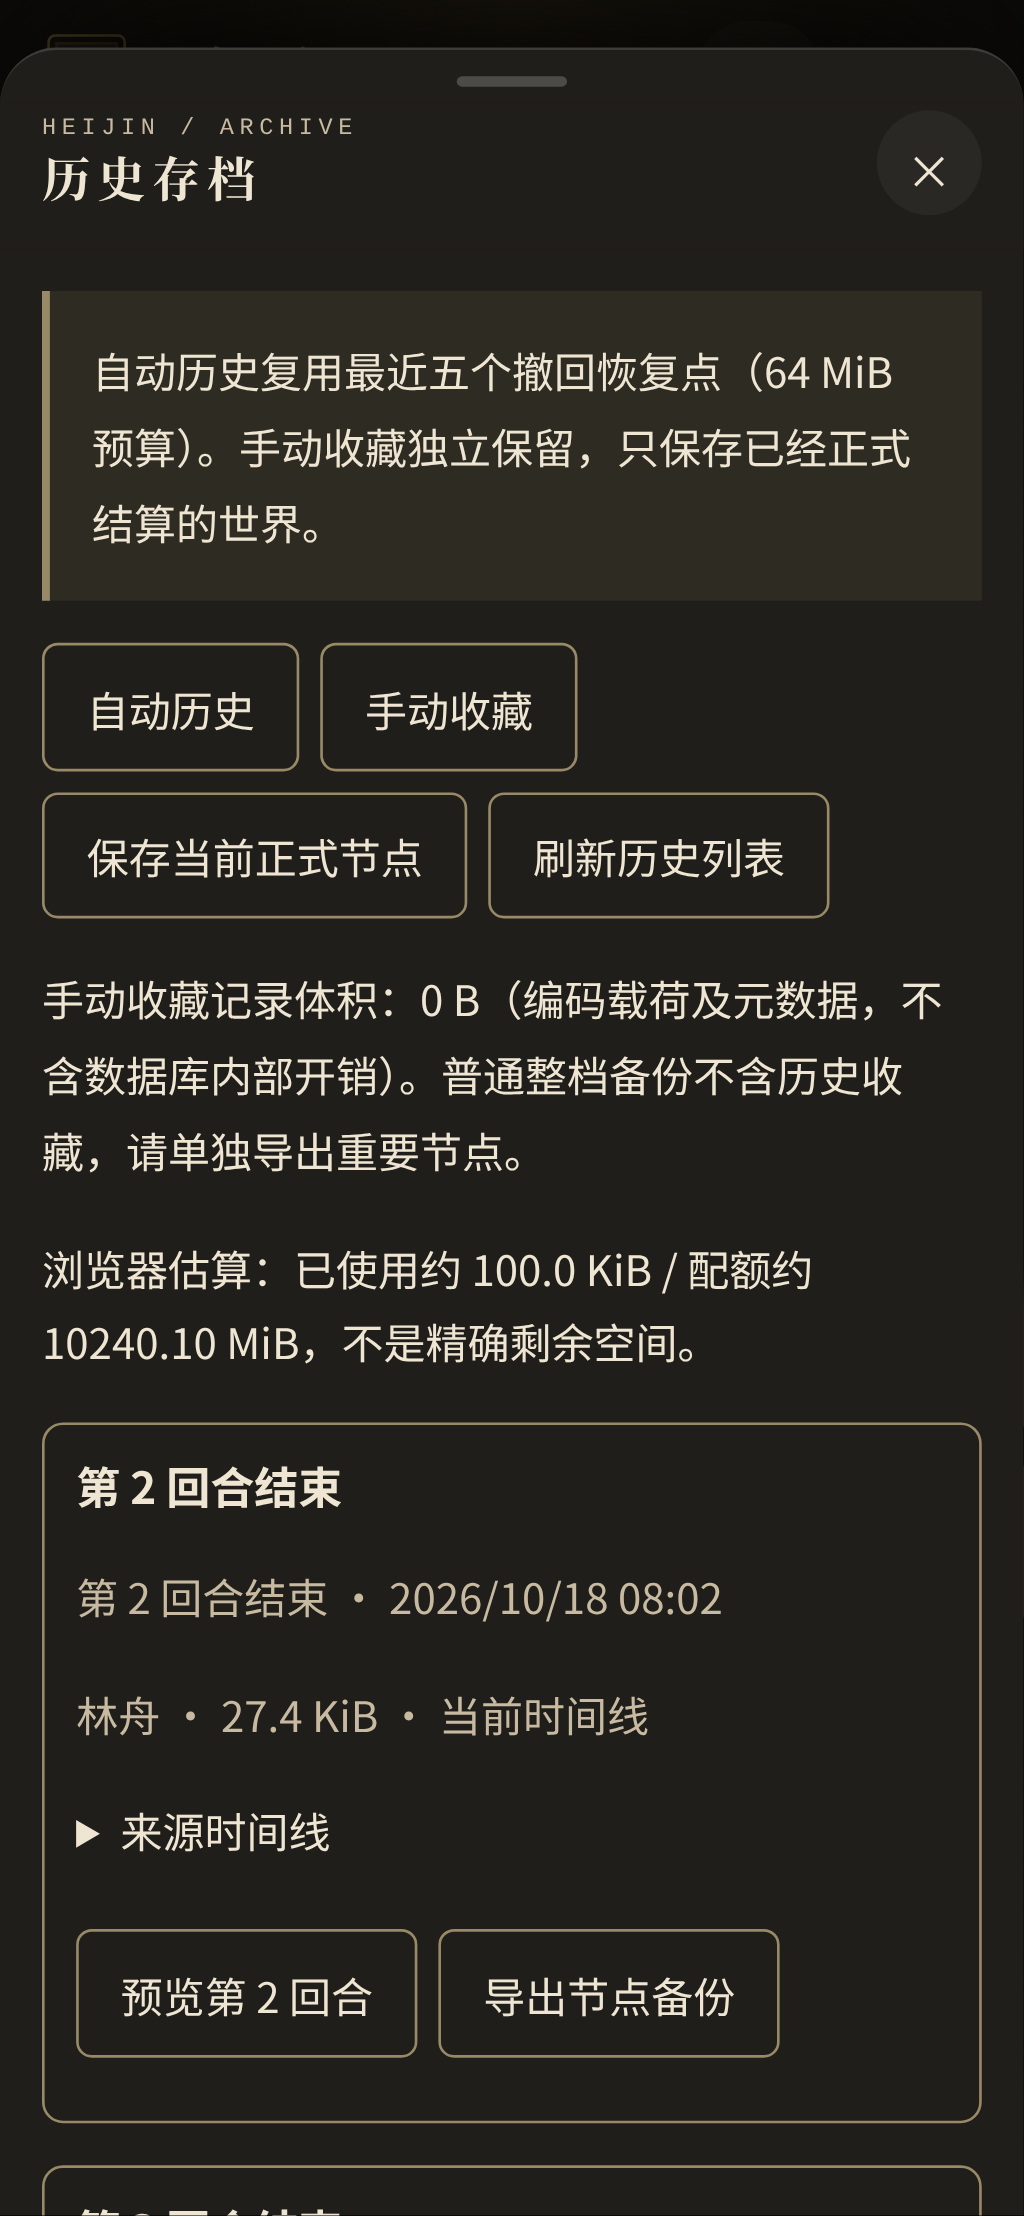 HEIJIN / ARCHIVE
历史存档
自动历史复用最近五个撤回恢复点（64 MiB
预算）。手动收藏独立保留，只保存已经正式
结算的世界。
自动历史 手动收藏
保存当前正式节点 刷新历史列表
手动收藏记录体积：0 B（编码载荷及元数据，不
含数据库内部开销）。普通整档备份不含历史收
藏，请单独导出重要节点。
浏览器估算：已使用约 100.0 KiB / 配额约
10240.10 MiB，不是精确剩余空间。
第 2 回合结束
第 2 回合结束 · 2026/10/18 08:02
林舟 · 27.4 KiB · 当前时间线
▶ 来源时间线
预览第 2 回合 导出节点备份